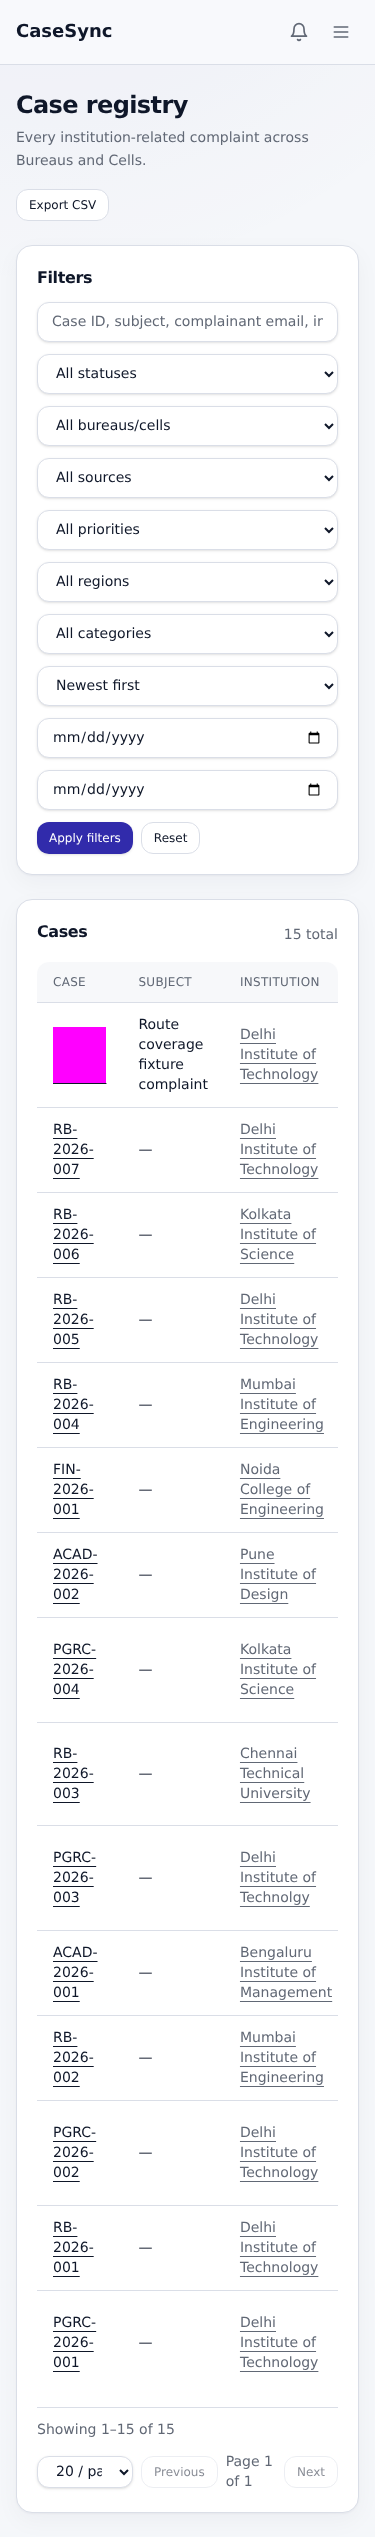 CaseSync
Case registry
Every institution-related complaint across
Bureaus and Cells.
Export CSV
Filters
Case ID, subject, complainant email, ir
All statuses
All bureaus/cells
All sources
All priorities
All regions
All categories
Newest first
mm/dd/yyyy
mm/dd/yyyy
Apply filters Reset
Cases 15 total
CASE SUBJECT INSTITUTION
Route
coverage
fixture
complaint
Delhi
Institute of
Technology
RB-
2026-
007
—
Delhi
Institute of
Technology
RB-
2026-
006
—
Kolkata
Institute of
Science
RB-
2026-
005
—
Delhi
Institute of
Technology
RB-
2026-
004
—
Mumbai
Institute of
Engineering
FIN-
2026-
001
—
Noida
College of
Engineering
ACAD-
2026-
002
—
Pune
Institute of
Design
PGRC-
2026-
004
—
Kolkata
Institute of
Science
RB-
2026-
003
—
Chennai
Technical
University
PGRC-
2026-
003
—
Delhi
Institute of
Technolgy
ACAD-
2026-
001
—
Bengaluru
Institute of
Management
RB-
2026-
002
—
Mumbai
Institute of
Engineering
PGRC-
2026-
002
—
Delhi
Institute of
Technology
RB-
2026-
001
—
Delhi
Institute of
Technology
PGRC-
2026-
001
—
Delhi
Institute of
Technology
Showing 1–15 of 15
20 / pa Previous Page 1 of 1 Next